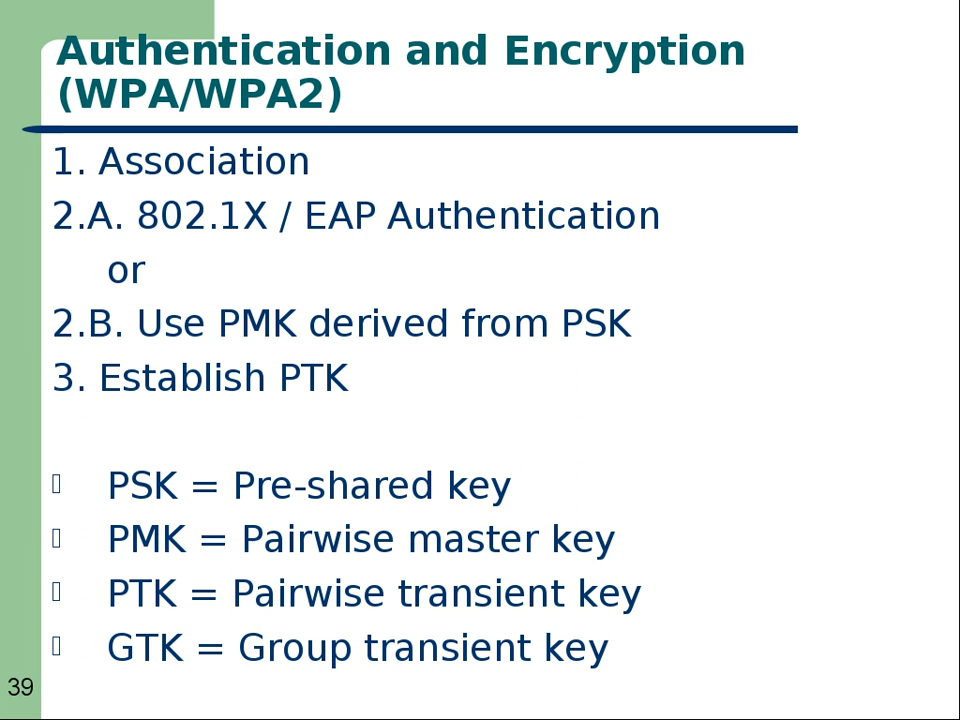 Authentication and Encryption
(WPA/WPA2)
1. Association
2.A. 802.1X / EAP Authentication
or
2.B. Use PMK derived from PSK
3. Establish PTK
PSK = Pre-shared key
PMK = Pairwise master key
PTK = Pairwise transient key
GTK = Group transient key
39